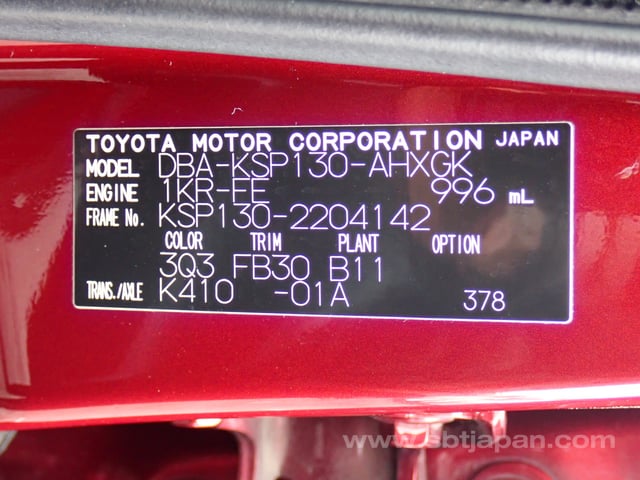 TOYOTA MOTOR CORPORATION JAPAN
MODEL DBA-KSP130-AHXGK
ENGINE 1KR-FE 996 mL
FRAME No. KSP130-2204142
COLOR TRIM PLANT OPTION
3Q3 FB30 B11
TRANS./AXLE K410 -01A 378
www.sbtjapan.com